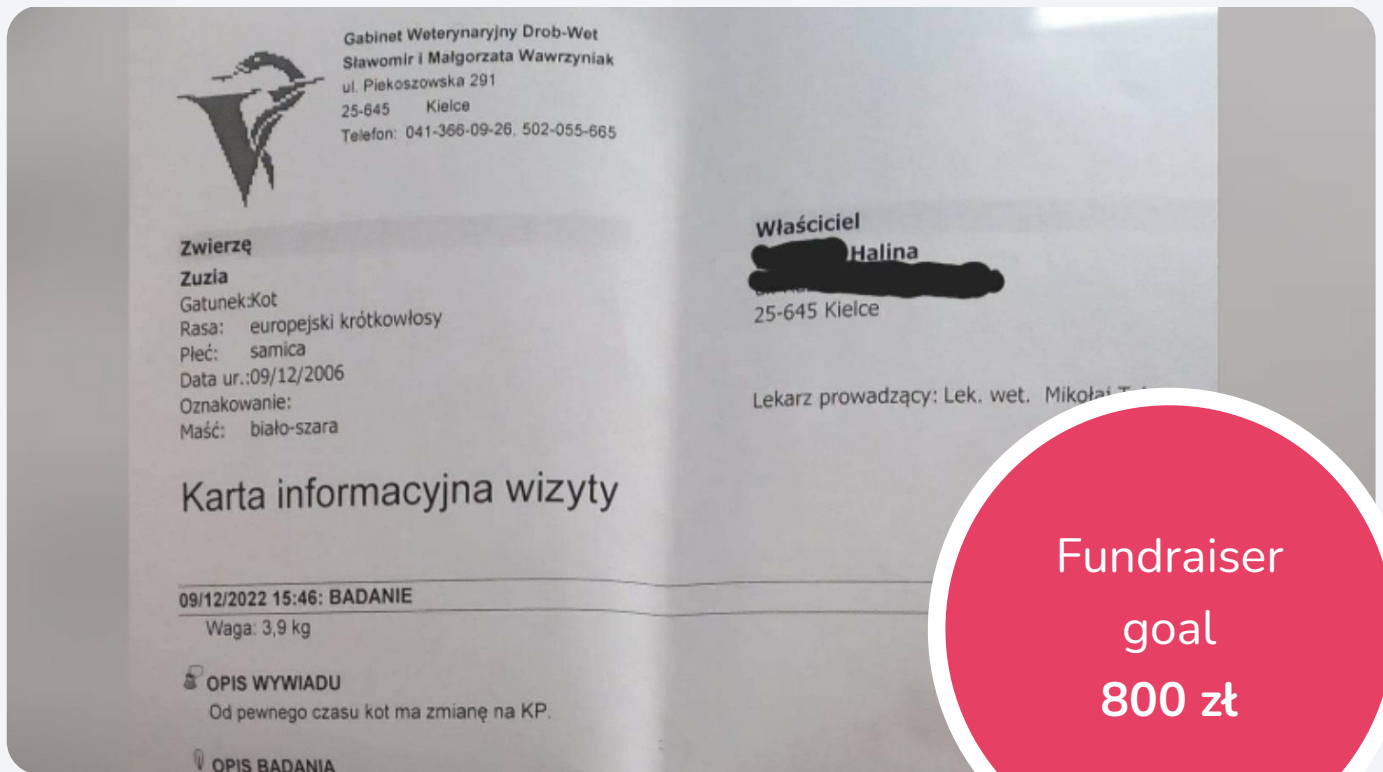 Gabinet Weterynaryjny Drob-Wet
Sławomir i Małgorzata Wawrzyniak
ul. Piekoszowska 291
25-645 Kielce
Telefon: 041-366-09-26, 502-055-665
Zwierzę
Zuzia
Gatunek:Kot
Rasa: europejski krótkowłosy
Płeć: samica
Data ur.:09/12/2006
Oznakowanie:
Maść: biało-szara
Właściciel
Halina
25-645 Kielce
Lekarz prowadzący: Lek. wet. Mikołaj
Karta informacyjna wizyty
09/12/2022 15:46: BADANIE
Waga: 3,9 kg
OPIS WYWIADU
Od pewnego czasu kot ma zmianę na KP.
OPIS BADANIA
Fundraiser
goal
800 zł